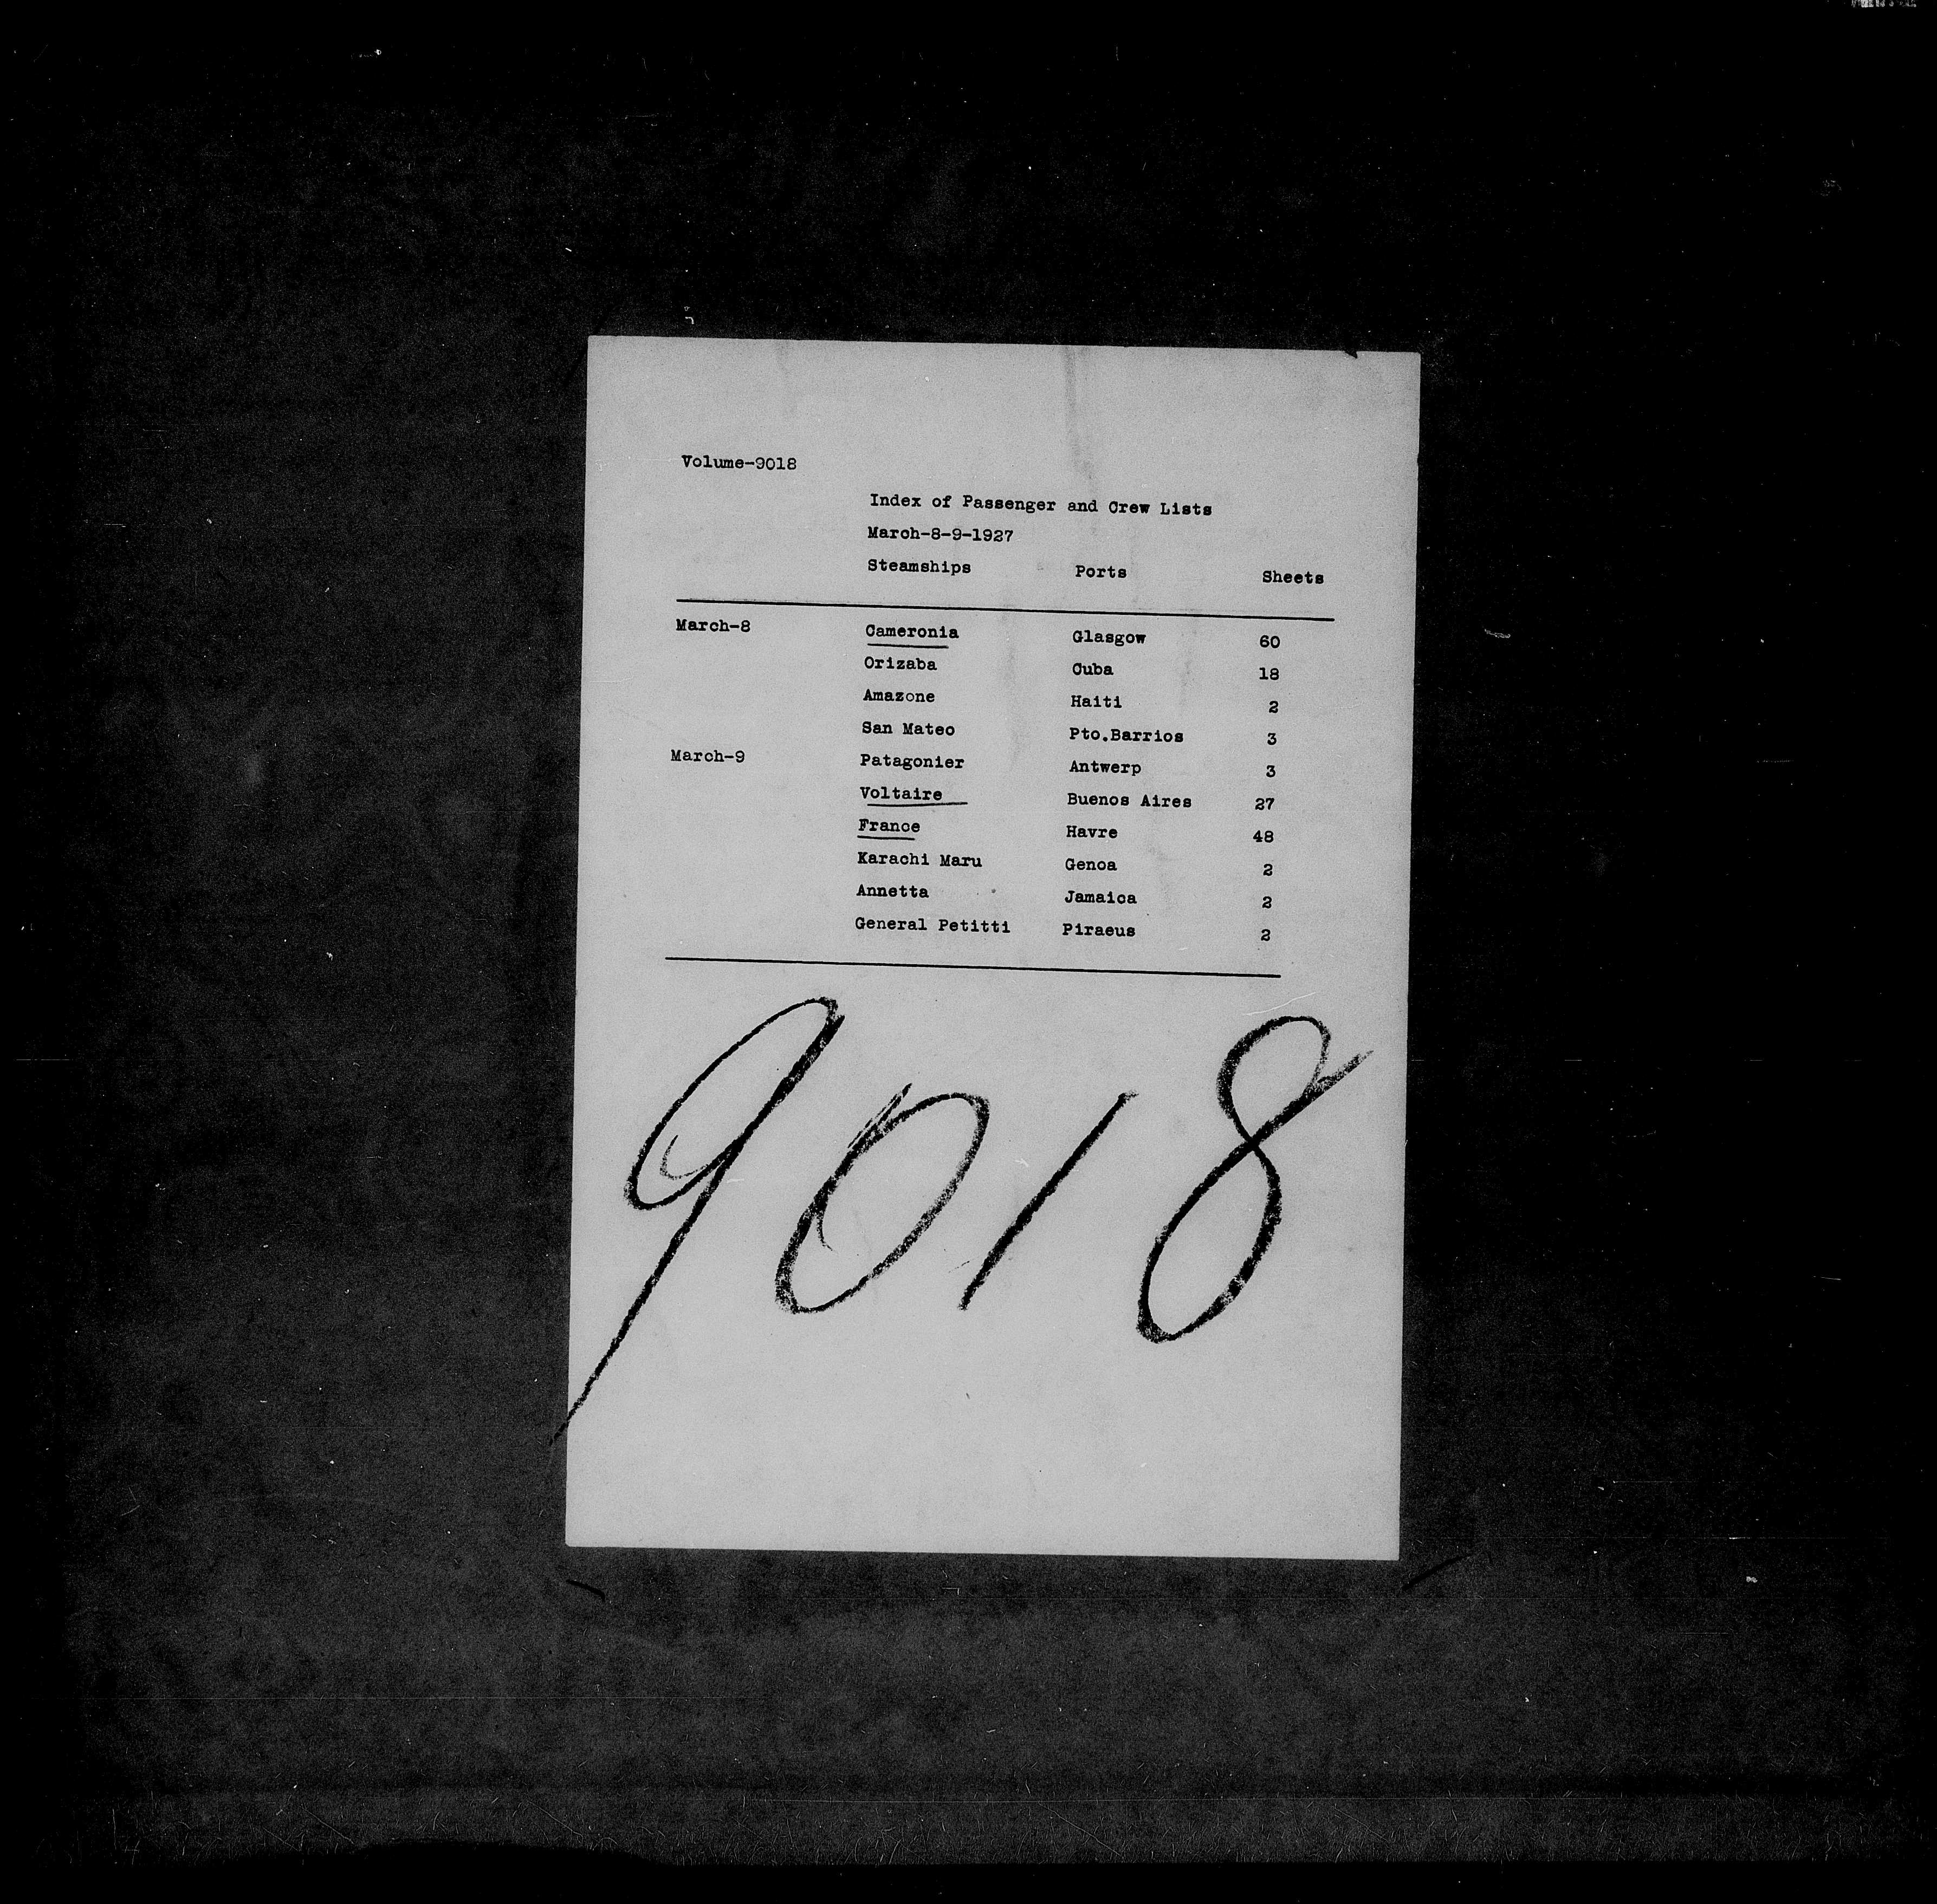 Volume-9018
Index of Passenger and Crew Lists
March-8-9-1927
Steamships Ports Sheets
March-8 Cameronia Glasgow 60
Orizaba Cuba 18
Amazone Haiti 2
San Mateo Pto.Barrios 3
March-9 Patagonier Antwerp 3
Voltaire Buenos Aires 27
France Havre 48
Karachi Maru Genoa 2
Annetta Jamaica 2
General Petitti Piraeus 2
9018